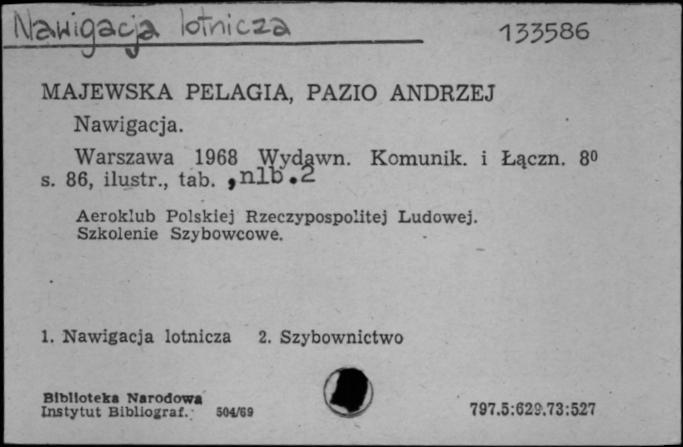 Nawigacja lotnicza 133586
MAJEWSKA PELAGIA, PAZIO ANDRZEJ
Nawigacja.
Warszawa 1968 Wydawn. Komunik. i Łączn. 8⁰
s. 86, ilustr., tab. ,nlb.2
Aeroklub Polskiej Rzeczypospolitej Ludowej.
Szkolenie Szybowcowe.
1. Nawigacja lotnicza 2. Szybownictwo
Biblioteka Narodowa
Instytut Bibliograf. 504/69 797.5:629.73:527